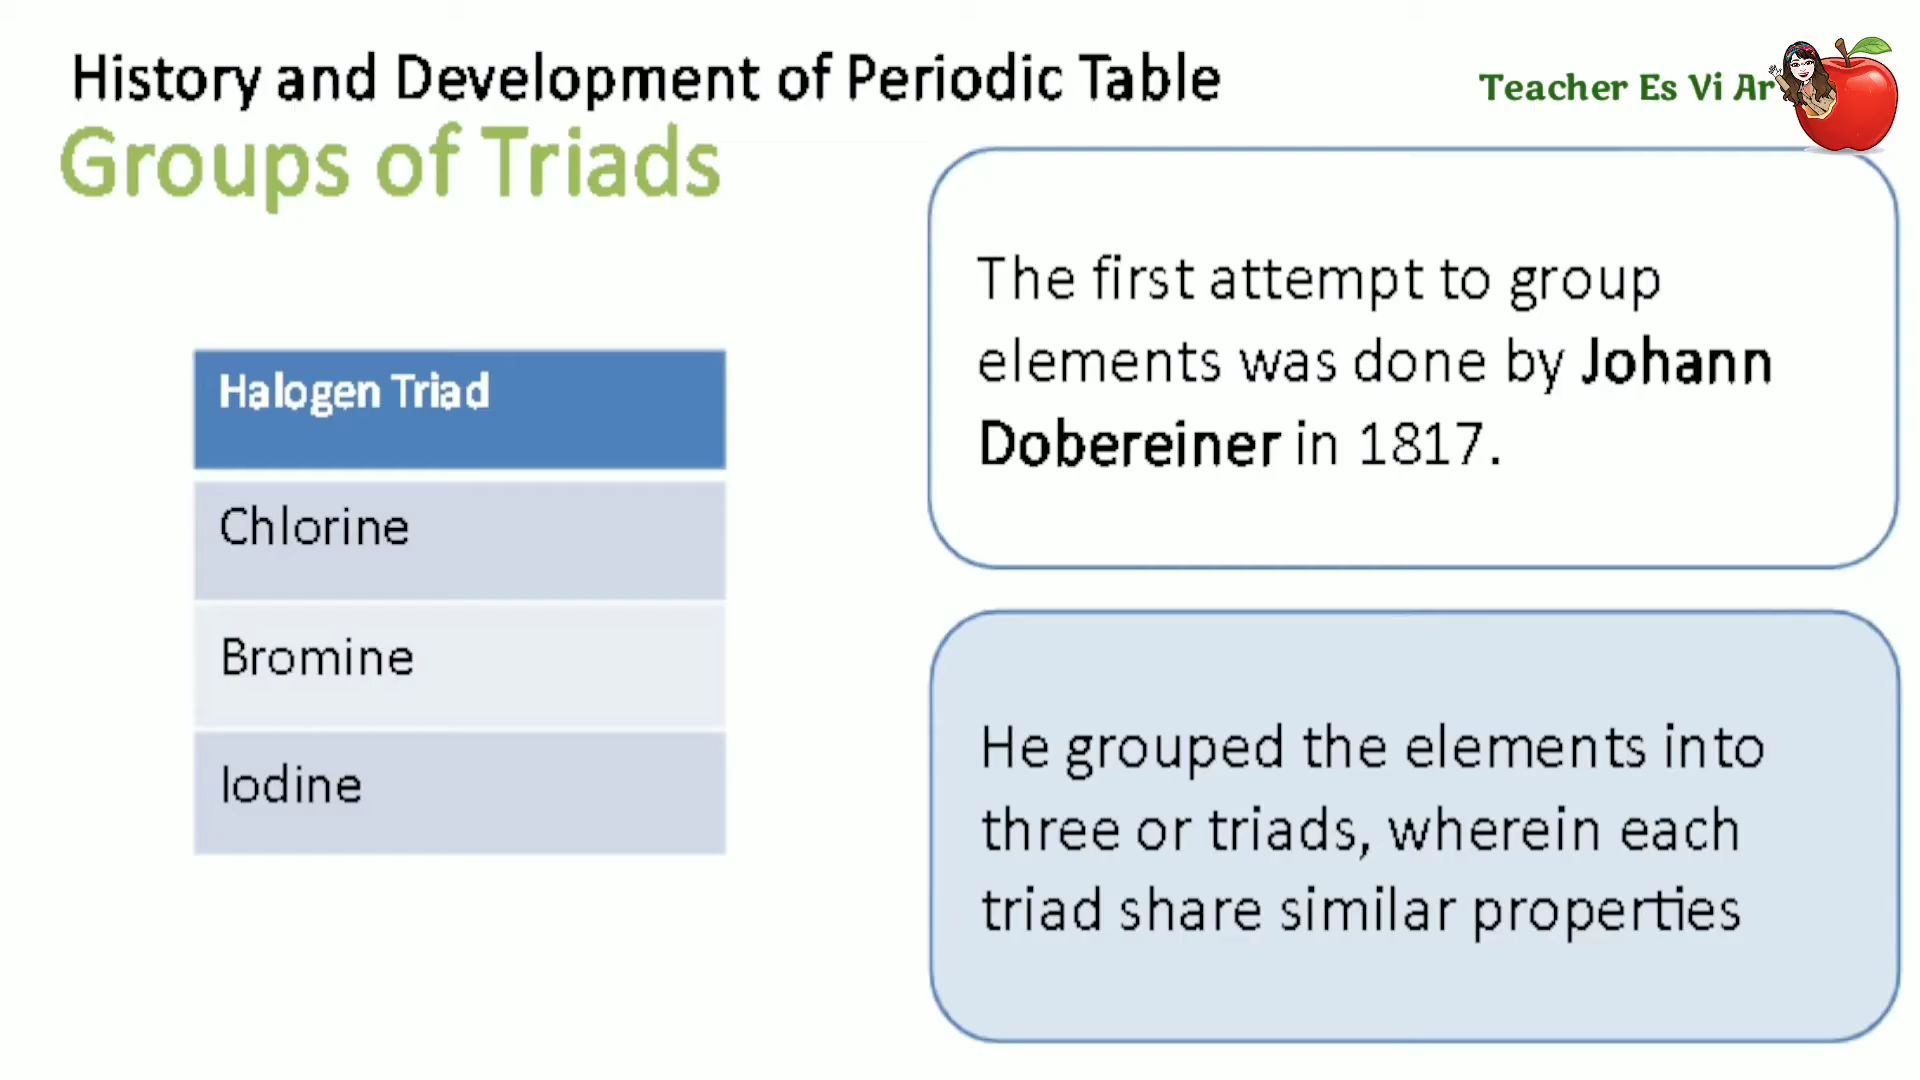 History and Development of Periodic Table
Teacher Es Vi Ar
Groups of Triads
Halogen Triad
Chlorine
Bromine
Iodine
The first attempt to group
elements was done by Johann
Dobereiner in 1817.
He grouped the elements into
three or triads, wherein each
triad share similar properties